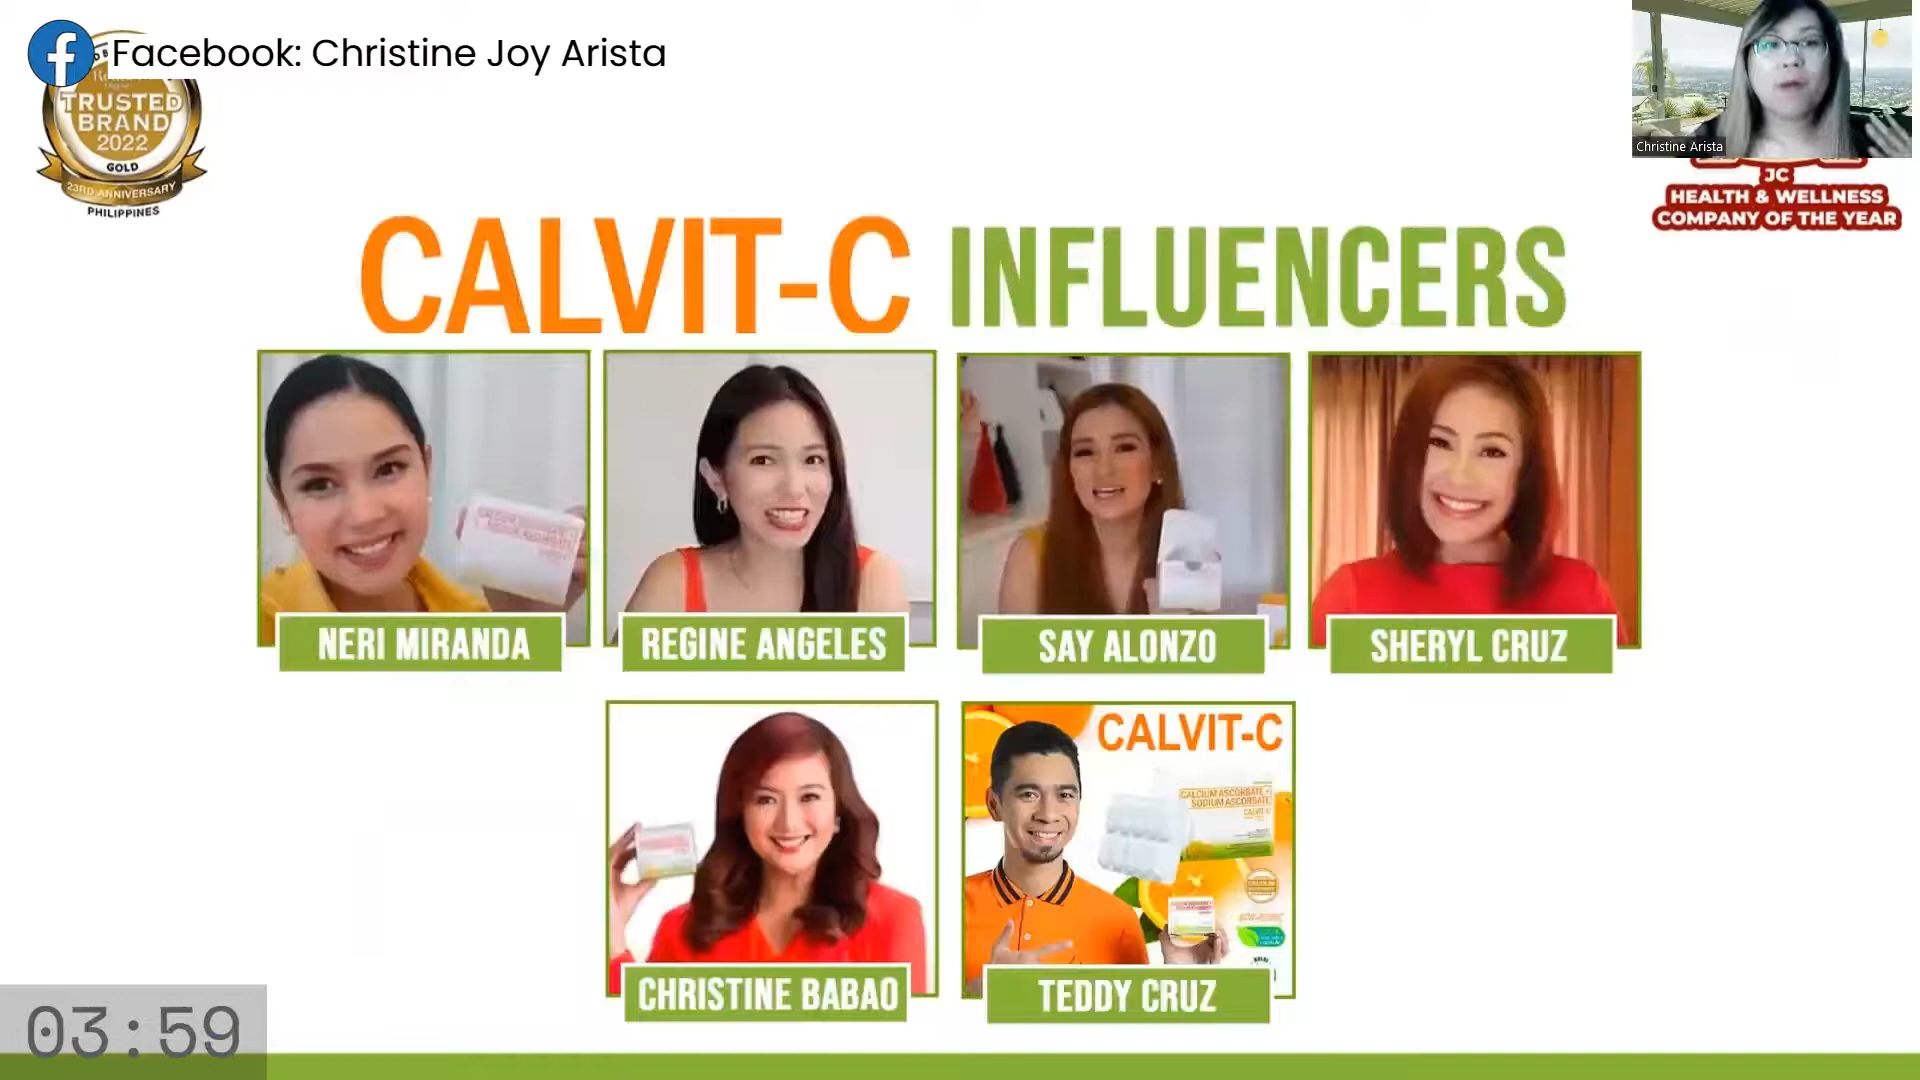 Facebook: Christine Joy Arista
TRUSTED
BRAND
2022
GOLD
23RD ANNIVERSARY
PHILIPPINES
Christine Arista
JC
HEALTH & WELLNESS
COMPANY OF THE YEAR
CALVIT-C INFLUENCERS
NERI MIRANDA
REGINE ANGELES
SAY ALONZO
SHERYL CRUZ
CALVIT-C
CALCIUM ASCORBATE +
SODIUM ASCORBATE
CALVIT-C
CHRISTINE BABAO
TEDDY CRUZ
03:59